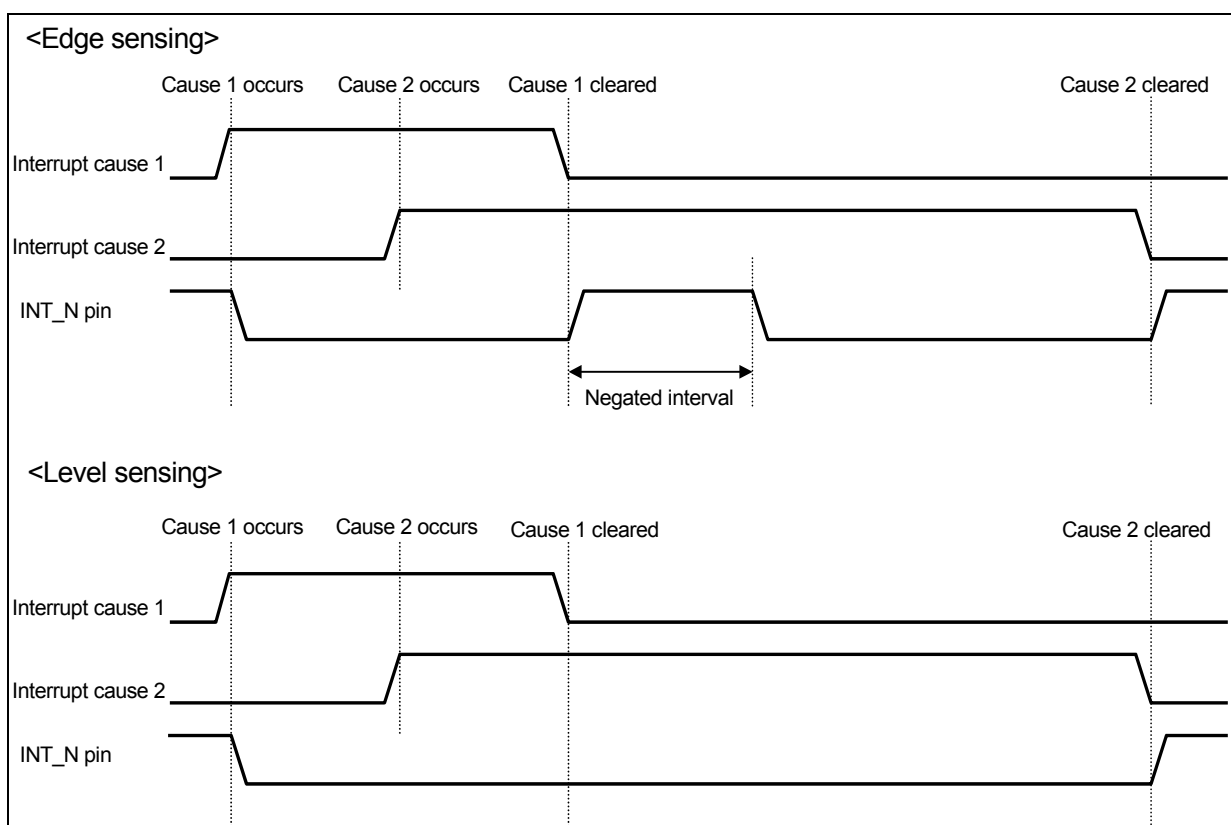 <Edge sensing>
Cause 1 occurs Cause 2 occurs Cause 1 cleared Cause 2 cleared
Interrupt cause 1
Interrupt cause 2
INT_N pin
Negated interval
<Level sensing>
Cause 1 occurs Cause 2 occurs Cause 1 cleared Cause 2 cleared
Interrupt cause 1
Interrupt cause 2
INT_N pin